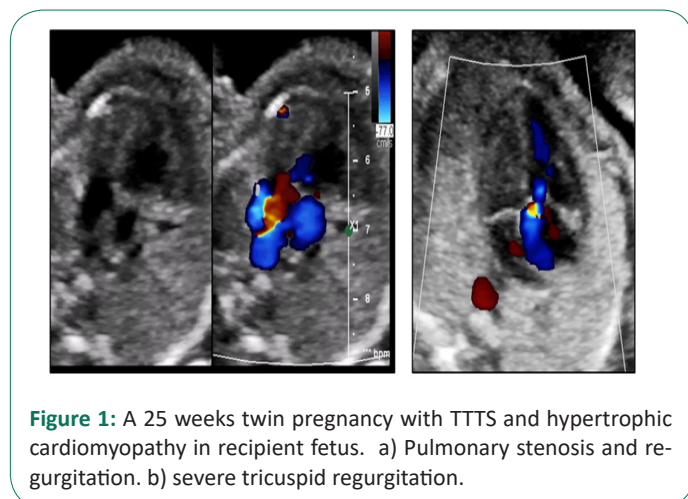 5
-77.0
cm/s
6
7
8
bpm
Figure 1: A 25 weeks twin pregnancy with TTTS and hypertrophic
cardiomyopathy in recipient fetus. a) Pulmonary stenosis and re-
gurgitation. b) severe tricuspid regurgitation.